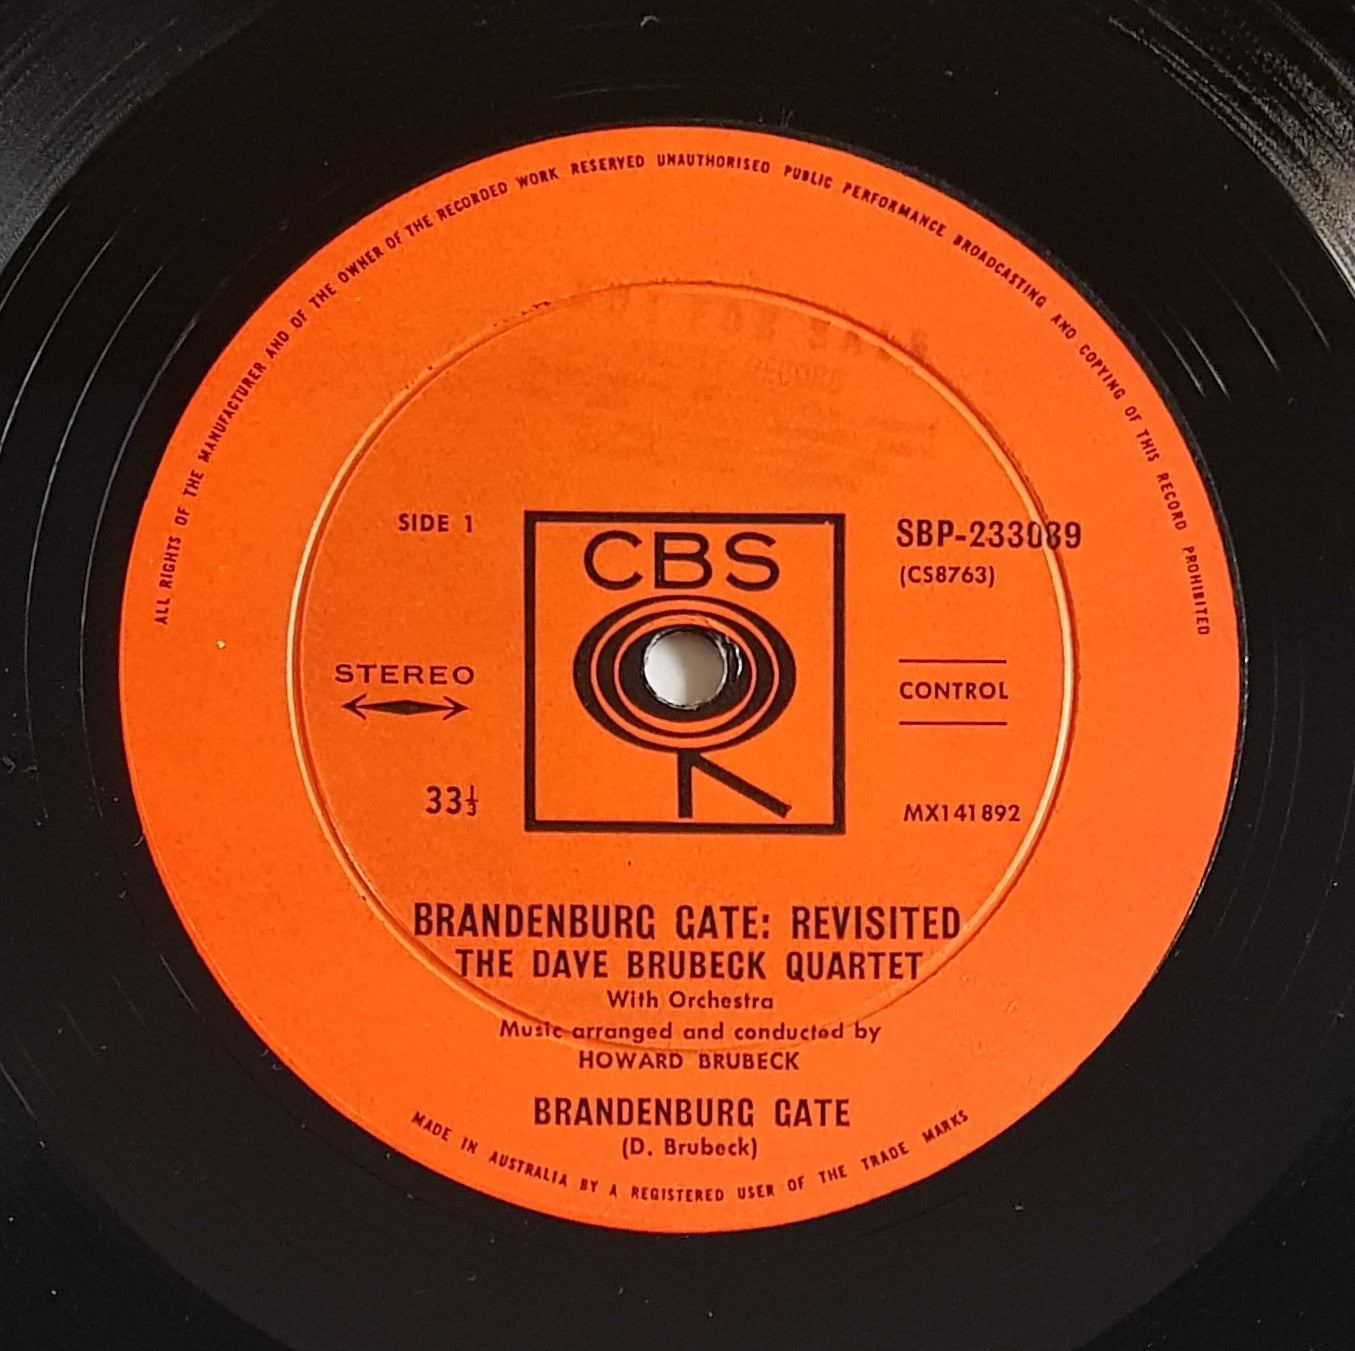 ALL RIGHTS OF THE MANUFACTURER AND OF THE OWNER OF THE RECORDED WORK RESERVED UNAUTHORISED PUBLIC PERFORMANCE BROADCASTING AND COPYING OF THIS RECORD PROHIBITED
SIDE 1
CBS
SBP-233089
(CS8763)
STEREO
CONTROL
33⅓
MX141892
BRANDENBURG GATE: REVISITED
THE DAVE BRUBECK QUARTET
With Orchestra
Music arranged and conducted by
HOWARD BRUBECK
BRANDENBURG GATE
(D. Brubeck)
MADE IN AUSTRALIA BY A REGISTERED USER OF THE TRADE MARKS